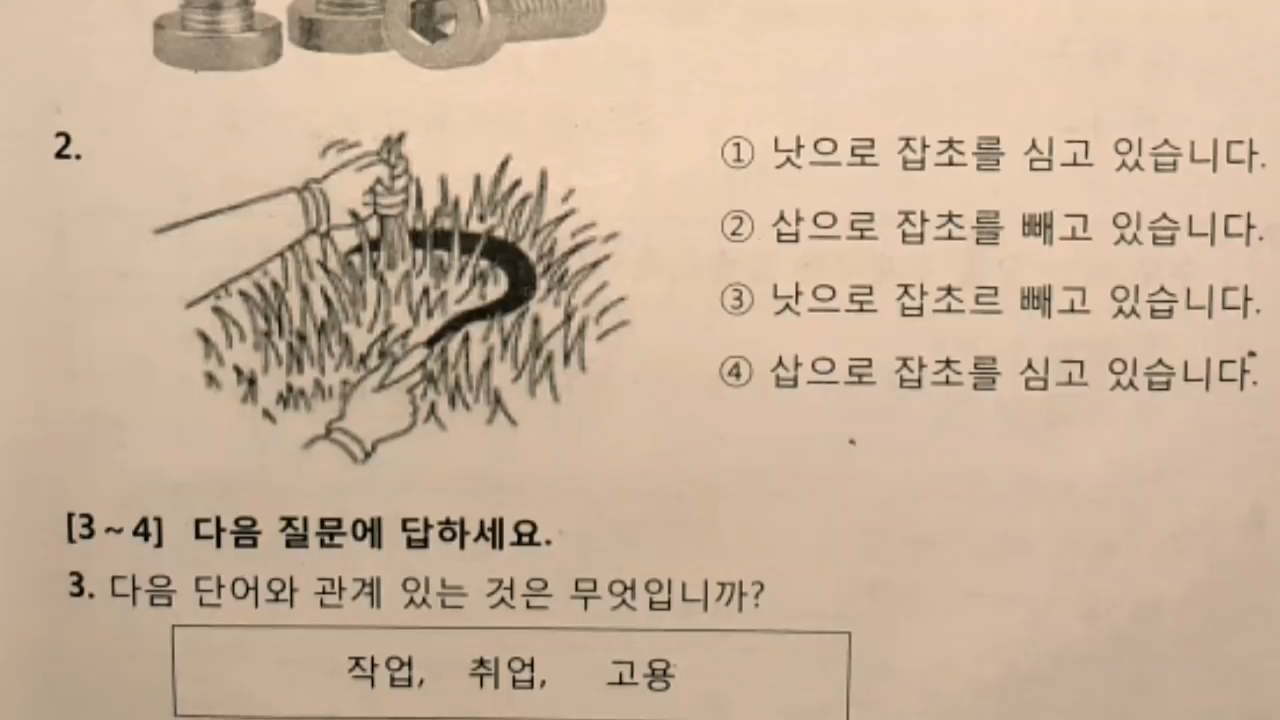 2.
① 낫으로 잡초를 심고 있습니다.
② 삽으로 잡초를 빼고 있습니다.
③ 낫으로 잡초르 빼고 있습니다.
④ 삽으로 잡초를 심고 있습니다.
[3~4] 다음 질문에 답하세요.
3. 다음 단어와 관계 있는 것은 무엇입니까?
작업, 취업, 고용